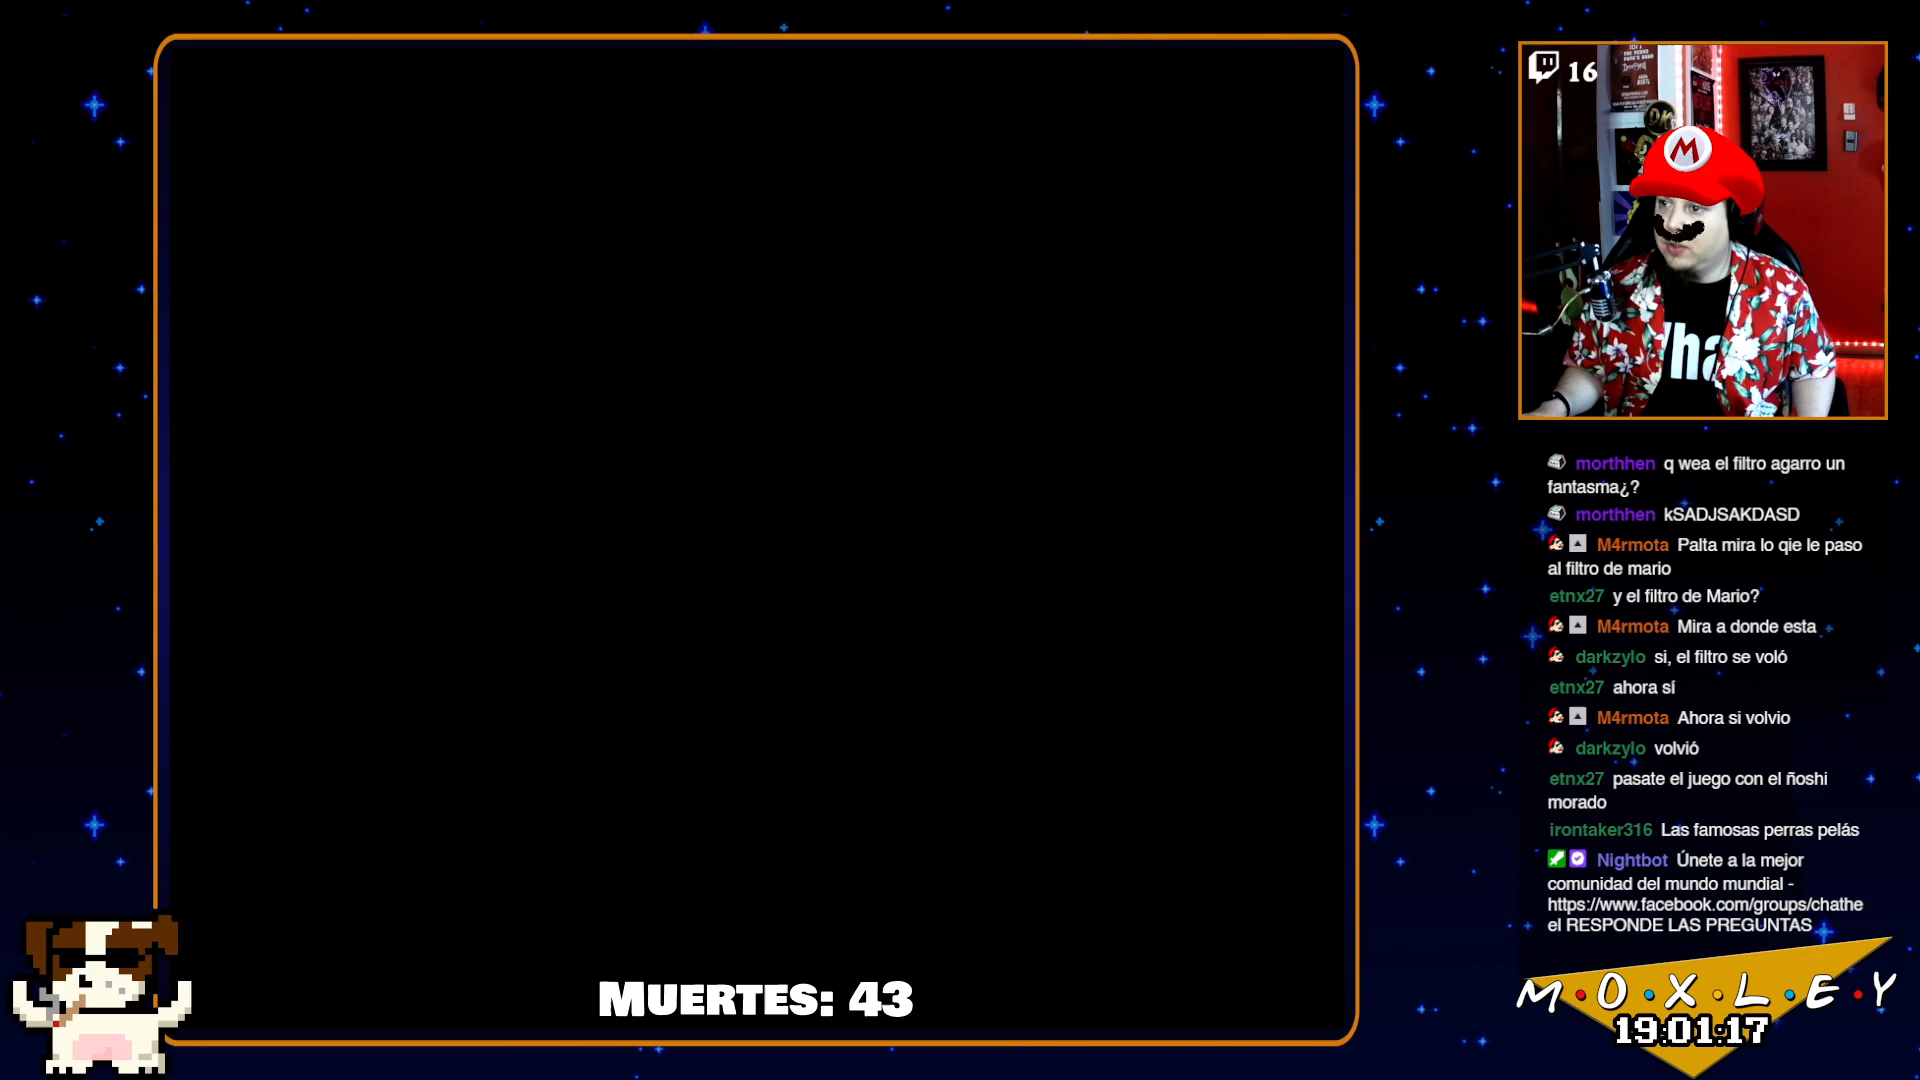 16
M
morthhen q wea el filtro agarro un
fantasma¿?
morthhen kSADJSAKDASD
M4rmota Palta mira lo qie le paso
al filtro de mario
etnx27 y el filtro de Mario?
M4rmota Mira a donde esta
darkzylo si, el filtro se voló
etnx27 ahora sí
M4rmota Ahora si volvio
darkzylo volvió
etnx27 pasate el juego con el ñoshi
morado
irontaker316 Las famosas perras pelás
Nightbot Únete a la mejor
comunidad del mundo mundial -
https://www.facebook.com/groups/chathe
el RESPONDE LAS PREGUNTAS
MUERTES: 43
M·O·X·L·E·Y
19:01:17